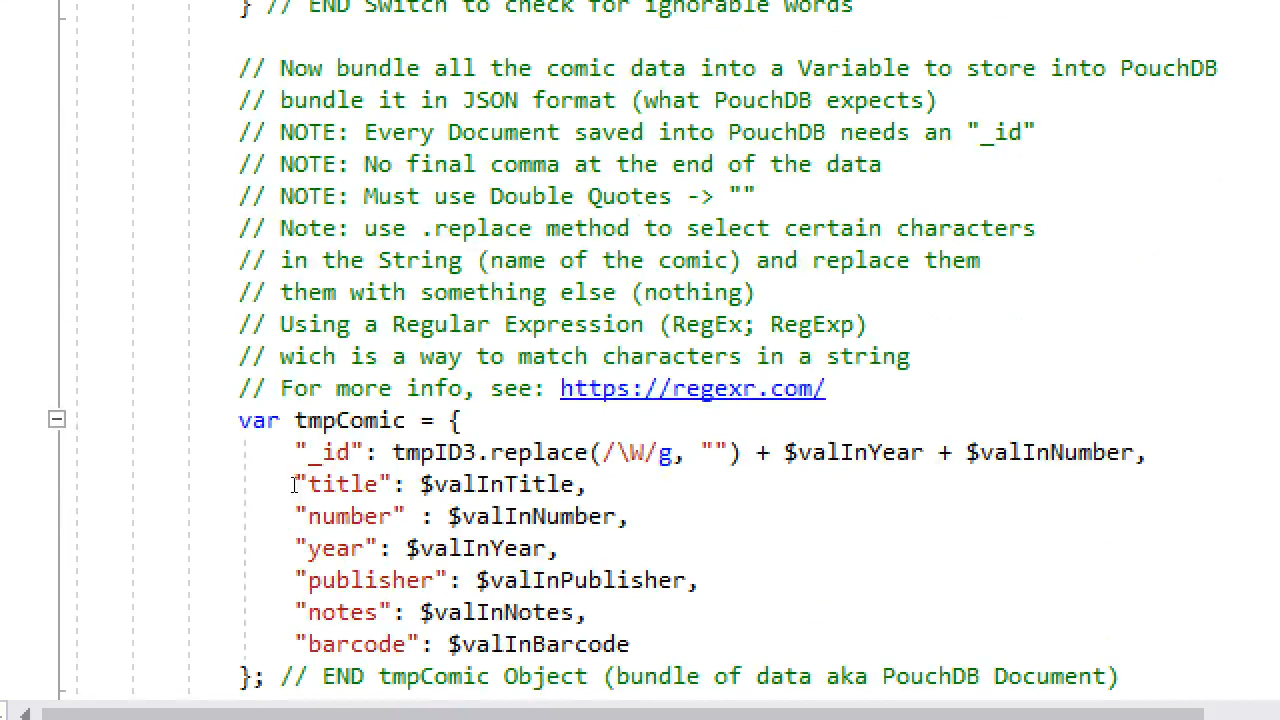 } // END Switch to check for ignorable words
// Now bundle all the comic data into a Variable to store into PouchDB
// bundle it in JSON format (what PouchDB expects)
// NOTE: Every Document saved into PouchDB needs an "_id"
// NOTE: No final comma at the end of the data
// NOTE: Must use Double Quotes -> ""
// Note: use .replace method to select certain characters
// in the String (name of the comic) and replace them
// them with something else (nothing)
// Using a Regular Expression (RegEx; RegExp)
// wich is a way to match characters in a string
// For more info, see: https://regexr.com/
var tmpComic = {
"_id": tmpID3.replace(/\W/g, "") + $valInYear + $valInNumber,
"title": $valInTitle,
"number" : $valInNumber,
"year": $valInYear,
"publisher": $valInPublisher,
"notes": $valInNotes,
"barcode": $valInBarcode
}; // END tmpComic Object (bundle of data aka PouchDB Document)